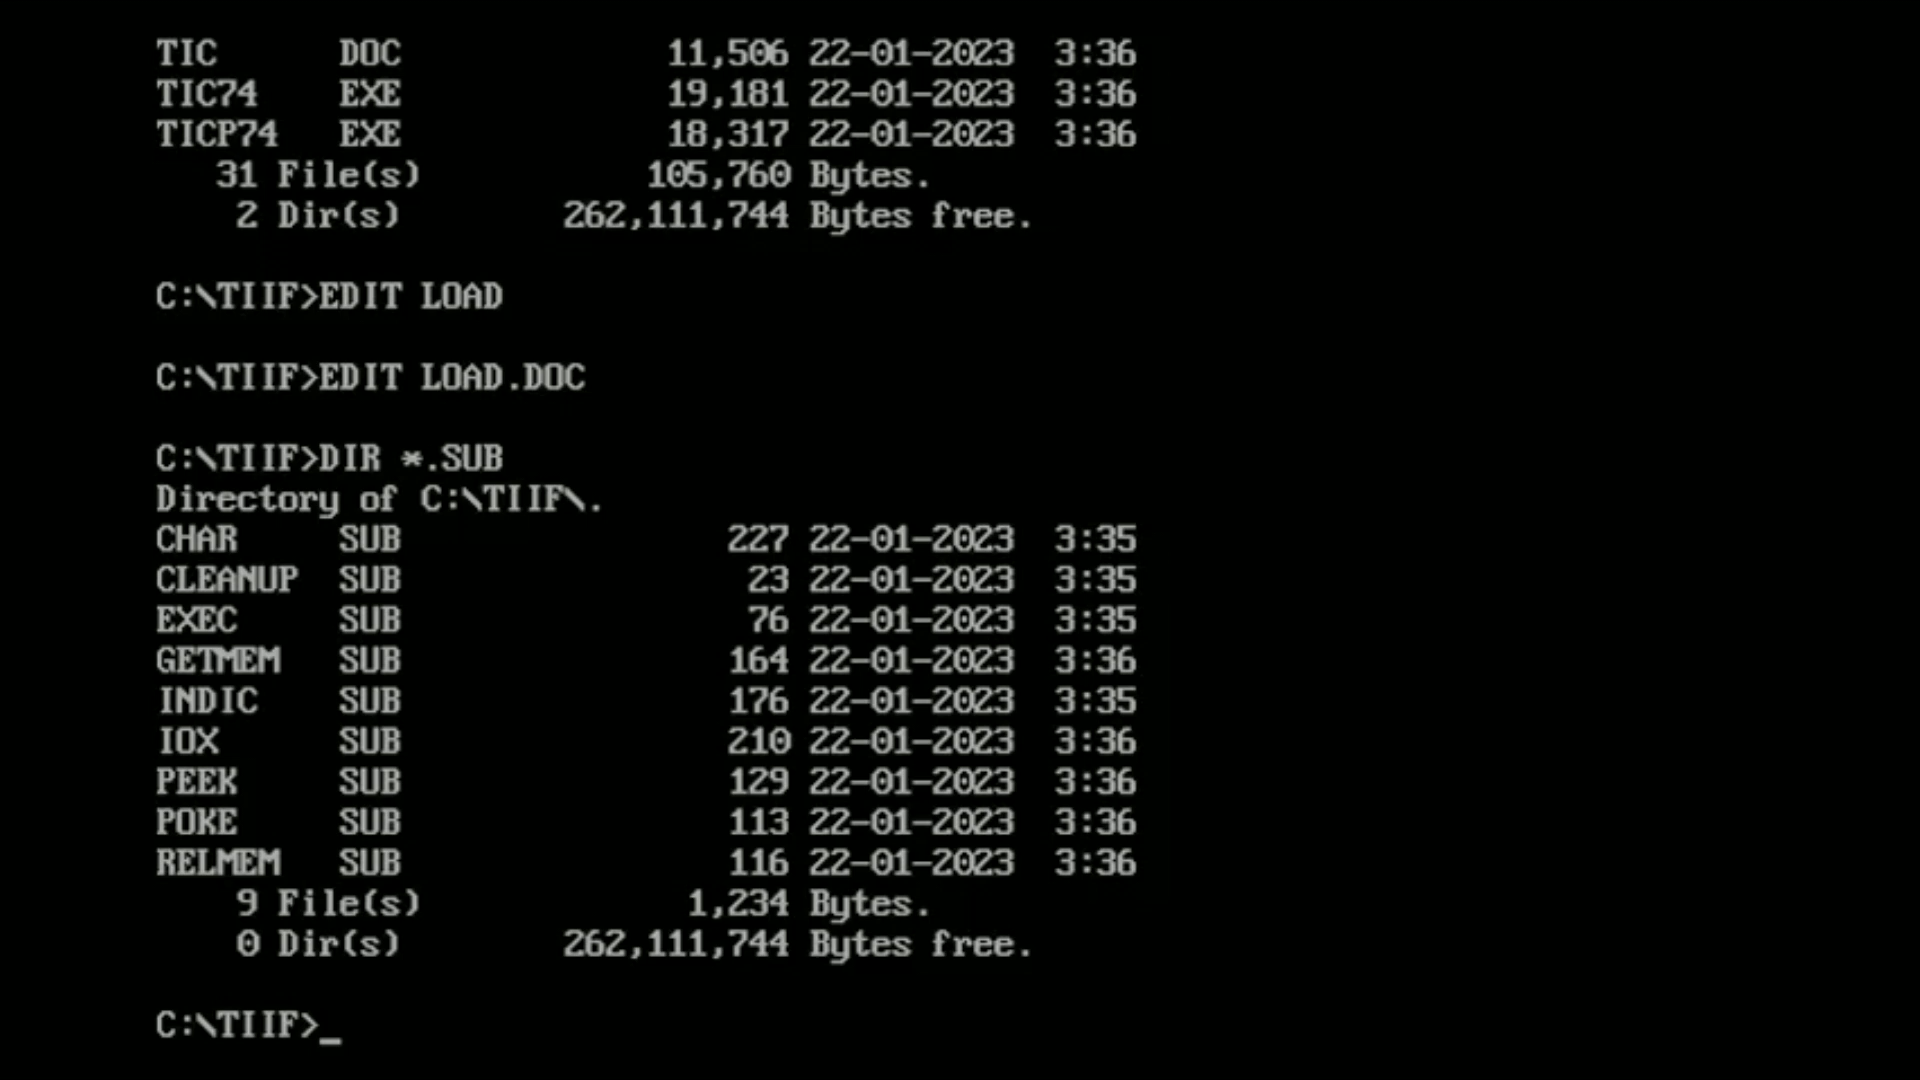 TIC      DOC             11,506 22-01-2023  3:36
TIC74    EXE             19,181 22-01-2023  3:36
TICP74   EXE             18,317 22-01-2023  3:36
   31 File(s)           105,760 Bytes.
    2 Dir(s)        262,111,744 Bytes free.

C:\TIIF>EDIT LOAD

C:\TIIF>EDIT LOAD.DOC

C:\TIIF>DIR *.SUB
Directory of C:\TIIF\.
CHAR     SUB                227 22-01-2023  3:35
CLEANUP  SUB                 23 22-01-2023  3:35
EXEC     SUB                 76 22-01-2023  3:35
GETMEM   SUB                164 22-01-2023  3:36
INDIC    SUB                176 22-01-2023  3:35
IOX      SUB                210 22-01-2023  3:36
PEEK     SUB                129 22-01-2023  3:36
POKE     SUB                113 22-01-2023  3:36
RELMEM   SUB                116 22-01-2023  3:36
    9 File(s)             1,234 Bytes.
    0 Dir(s)        262,111,744 Bytes free.

C:\TIIF>_